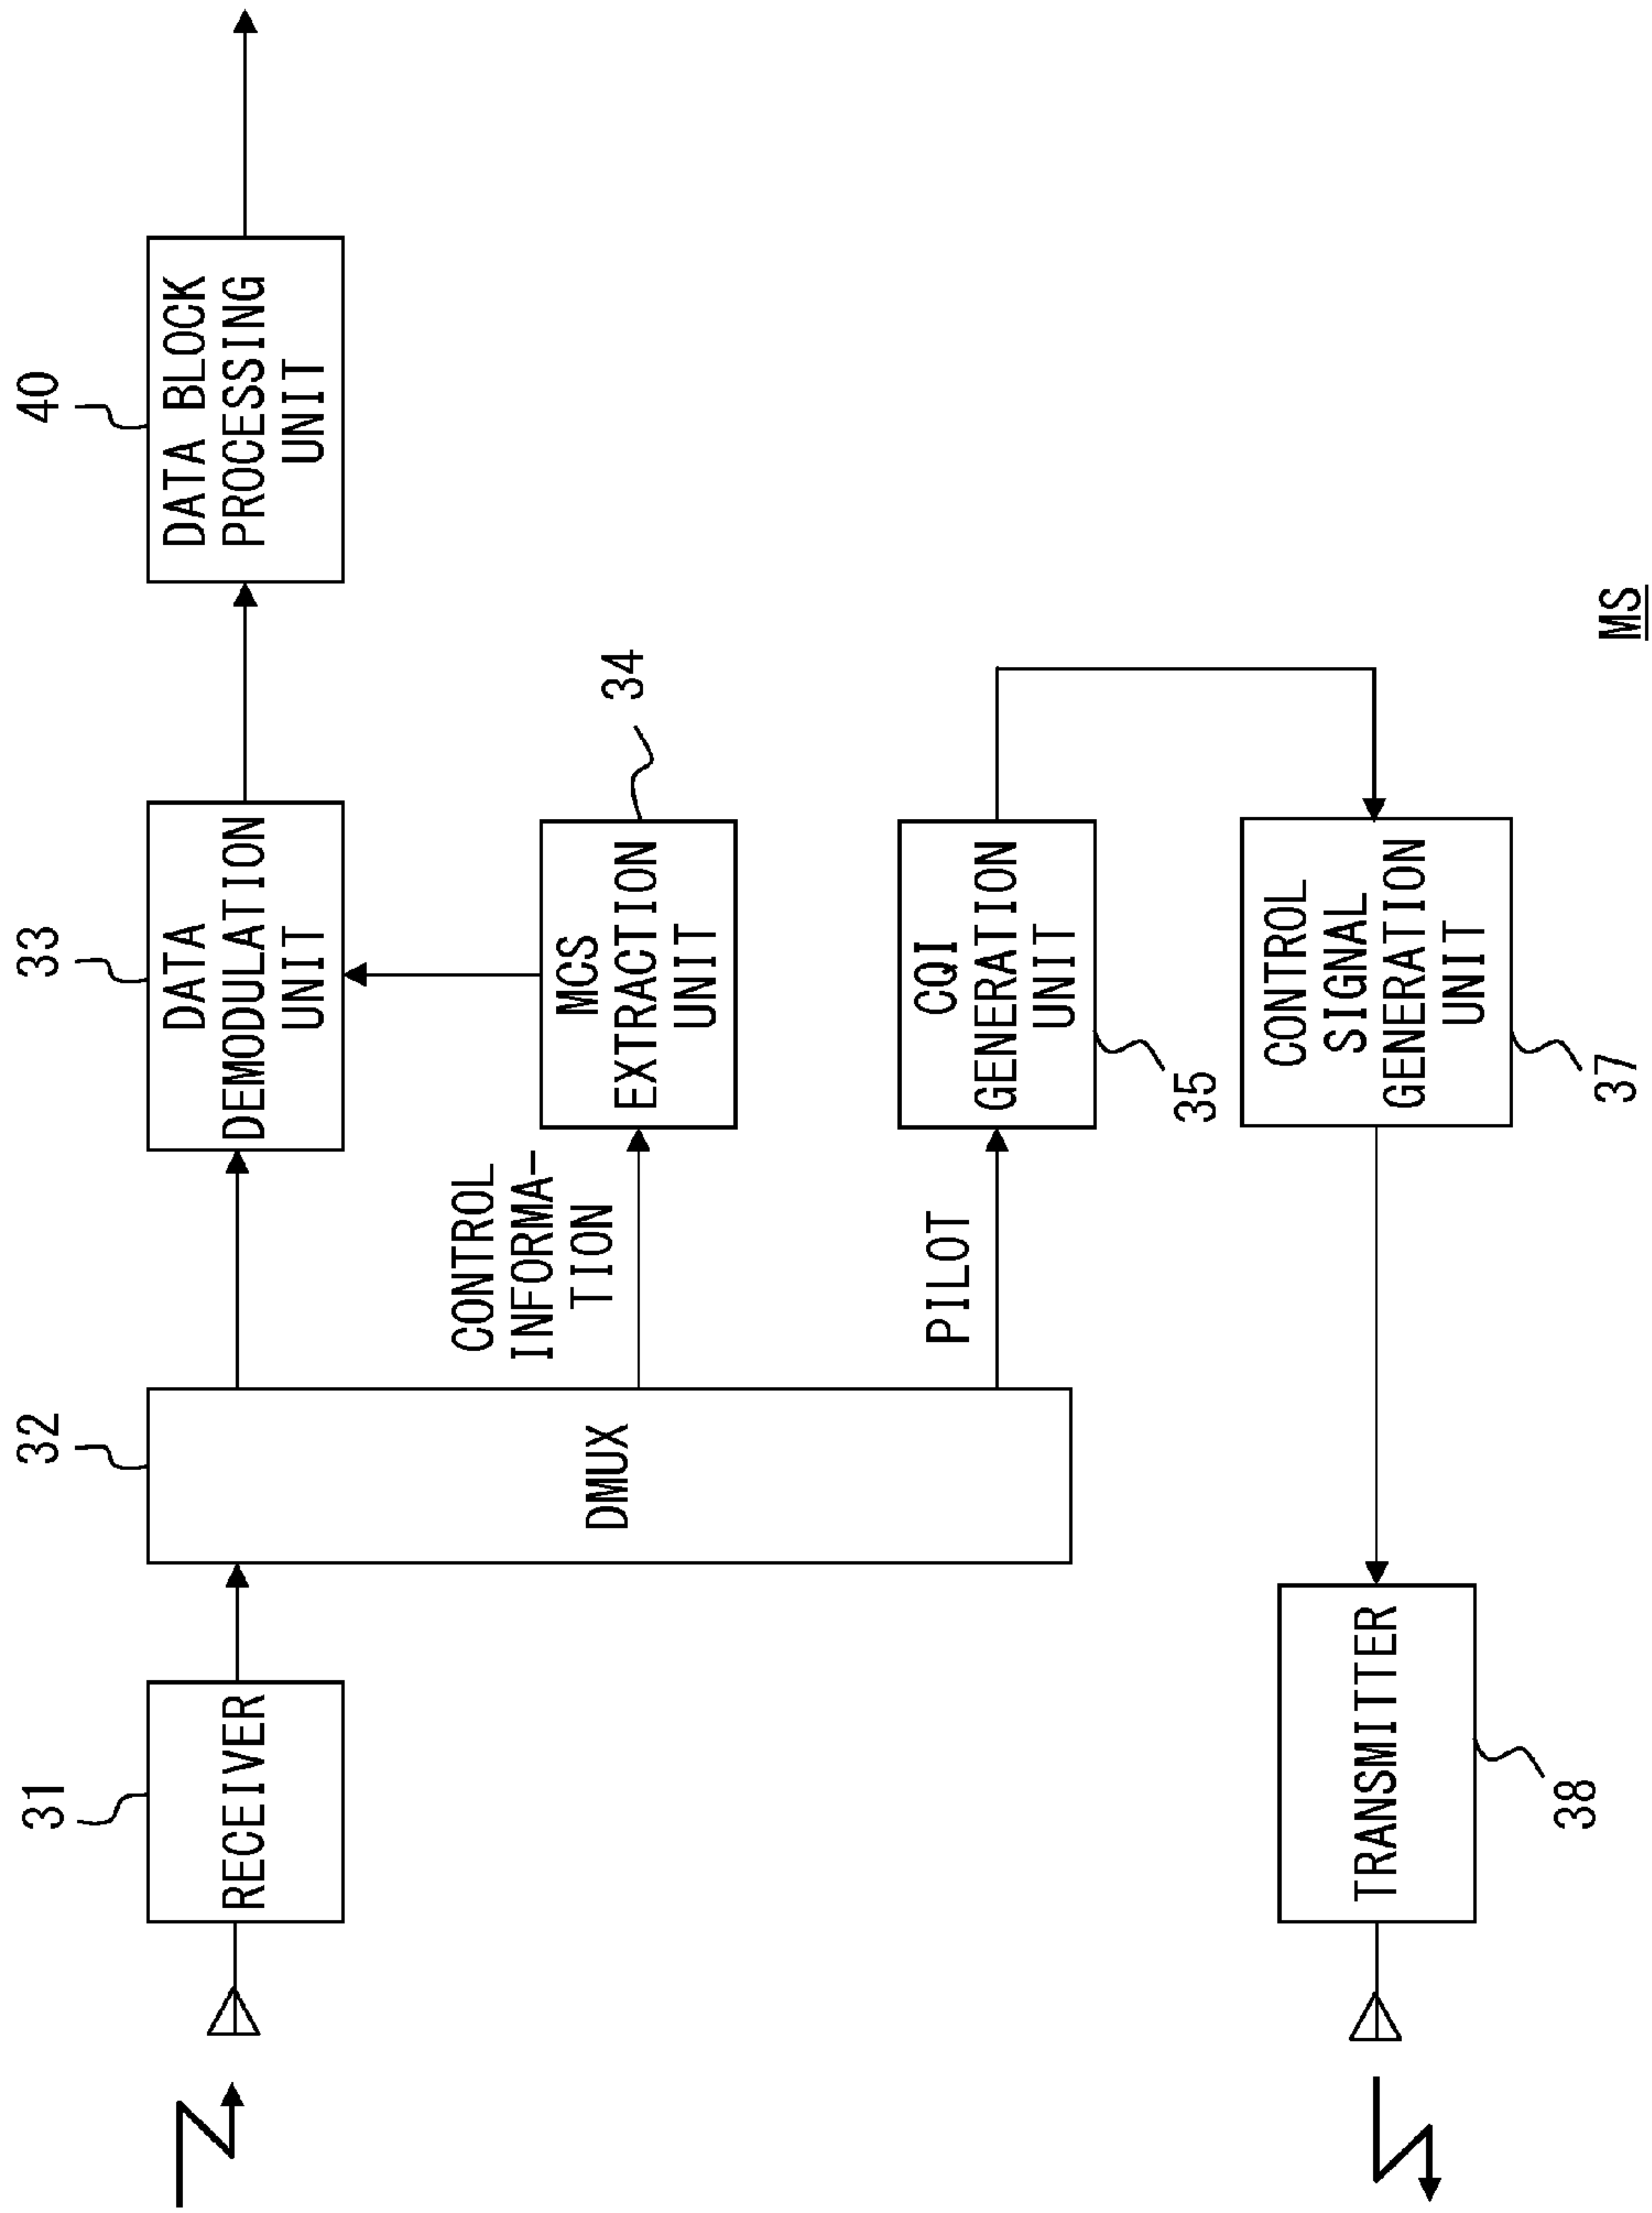 31
RECEIVER
32
DMUX
33
DATA
DEMODULATION
UNIT
40
DATA BLOCK
PROCESSING
UNIT
CONTROL
INFORMA-
TION
MCS
EXTRACTION
UNIT
34
PILOT
CQI
GENERATION
UNIT
35
TRANSMITTER
38
CONTROL
SIGNAL
GENERATION
UNIT
37
MS